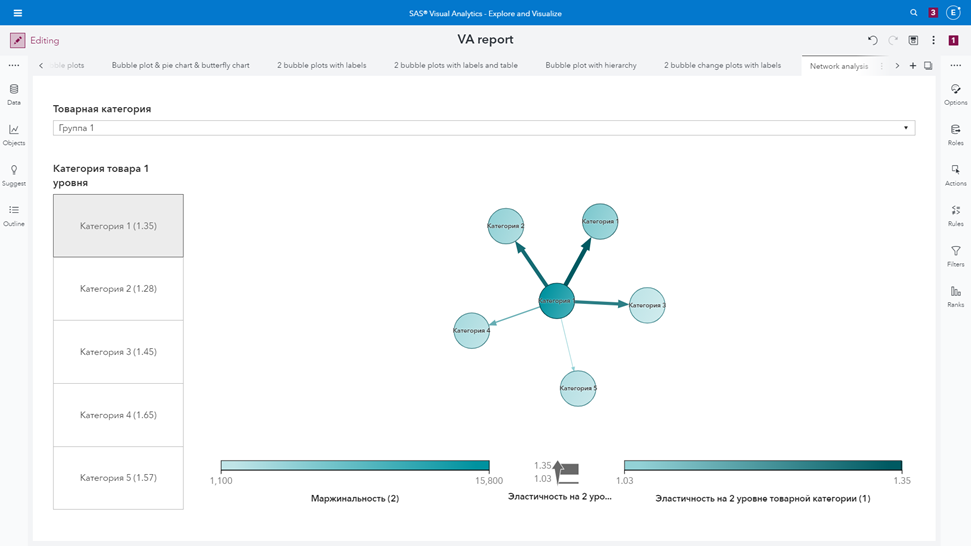 SAS® Visual Analytics - Explore and Visualize
3
E
Editing
VA report
1
plots
Bubble plot & pie chart & butterfly chart
2 bubble plots with labels
2 bubble plots with labels and table
Bubble plot with hierarchy
2 bubble change plots with labels
Network analysis
Data
Objects
Suggest
Outline
Options
Roles
Actions
Rules
Filters
Ranks
Товарная категория
Группа 1
Категория товара 1
уровня
Категория 1 (1.35)
Категория 2 (1.28)
Категория 3 (1.45)
Категория 4 (1.65)
Категория 5 (1.57)
Категория 2
Категория 1
Категория
Категория 3
Категория 4
Категория 5
1,100
15,800
Маржинальность (2)
1.35
1.03
Эластичность на 2 уро...
1.03
1.35
Эластичность на 2 уровне товарной категории (1)